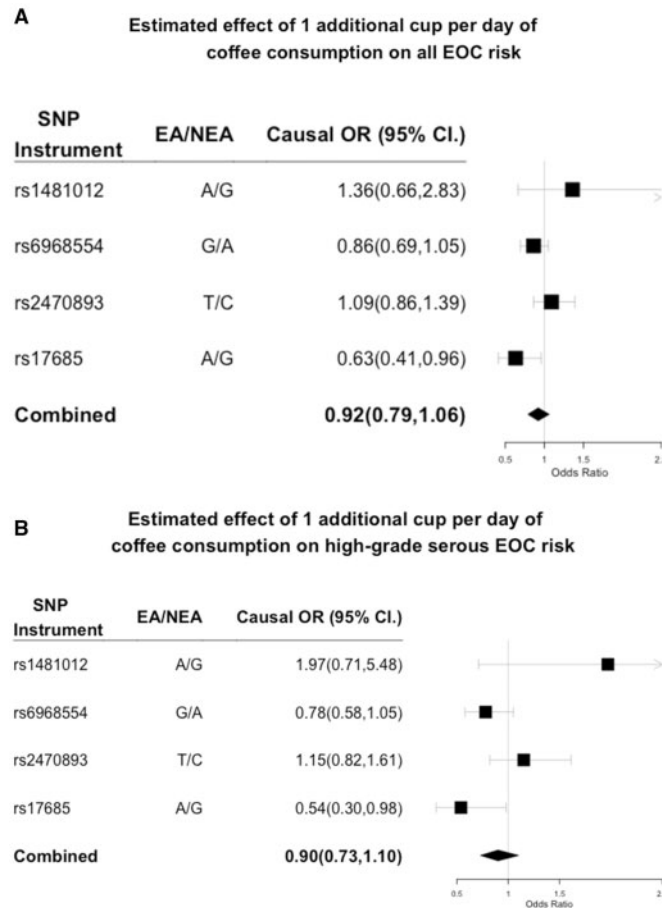 A
Estimated effect of 1 additional cup per day of
coffee consumption on all EOC risk
SNP
Instrument EA/NEA Causal OR (95% CI.)
rs1481012 A/G 1.36(0.66,2.83)
rs6968554 G/A 0.86(0.69,1.05)
rs2470893 T/C 1.09(0.86,1.39)
rs17685 A/G 0.63(0.41,0.96)
Combined 0.92(0.79,1.06)
0.5 1 1.5 2.
Odds Ratio
B
Estimated effect of 1 additional cup per day of
coffee consumption on high-grade serous EOC risk
SNP
Instrument EA/NEA Causal OR (95% CI.)
rs1481012 A/G 1.97(0.71,5.48)
rs6968554 G/A 0.78(0.58,1.05)
rs2470893 T/C 1.15(0.82,1.61)
rs17685 A/G 0.54(0.30,0.98)
Combined 0.90(0.73,1.10)
0.5 1 1.5 2.
Odds Ratio